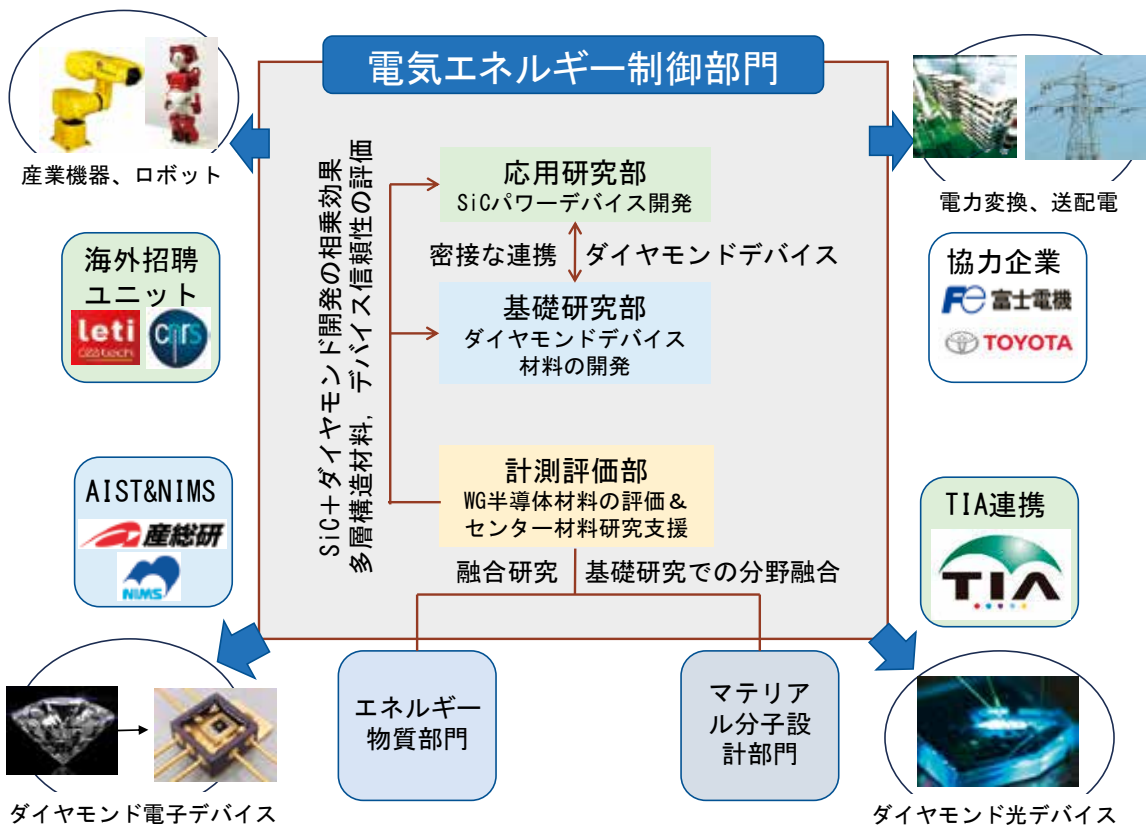 電気エネルギー制御部門
産業機器、ロボット
電力変換、送配電
SiC+ダイヤモンド開発の相乗効果
多層構造材料,デバイス信頼性の評価
応用研究部
SiCパワーデバイス開発
密接な連携
ダイヤモンドデバイス
基礎研究部
ダイヤモンドデバイス
材料の開発
計測評価部
WG半導体材料の評価&
センター材料研究支援
融合研究
基礎研究での分野融合
海外招聘
ユニット
leti
cea tech
cnrs
協力企業
Fe 富士電機
TOYOTA
AIST&NIMS
産総研
NIMS
TIA連携
TIA
エネルギー
物質部門
マテリア
ル分子設
計部門
ダイヤモンド電子デバイス
ダイヤモンド光デバイス